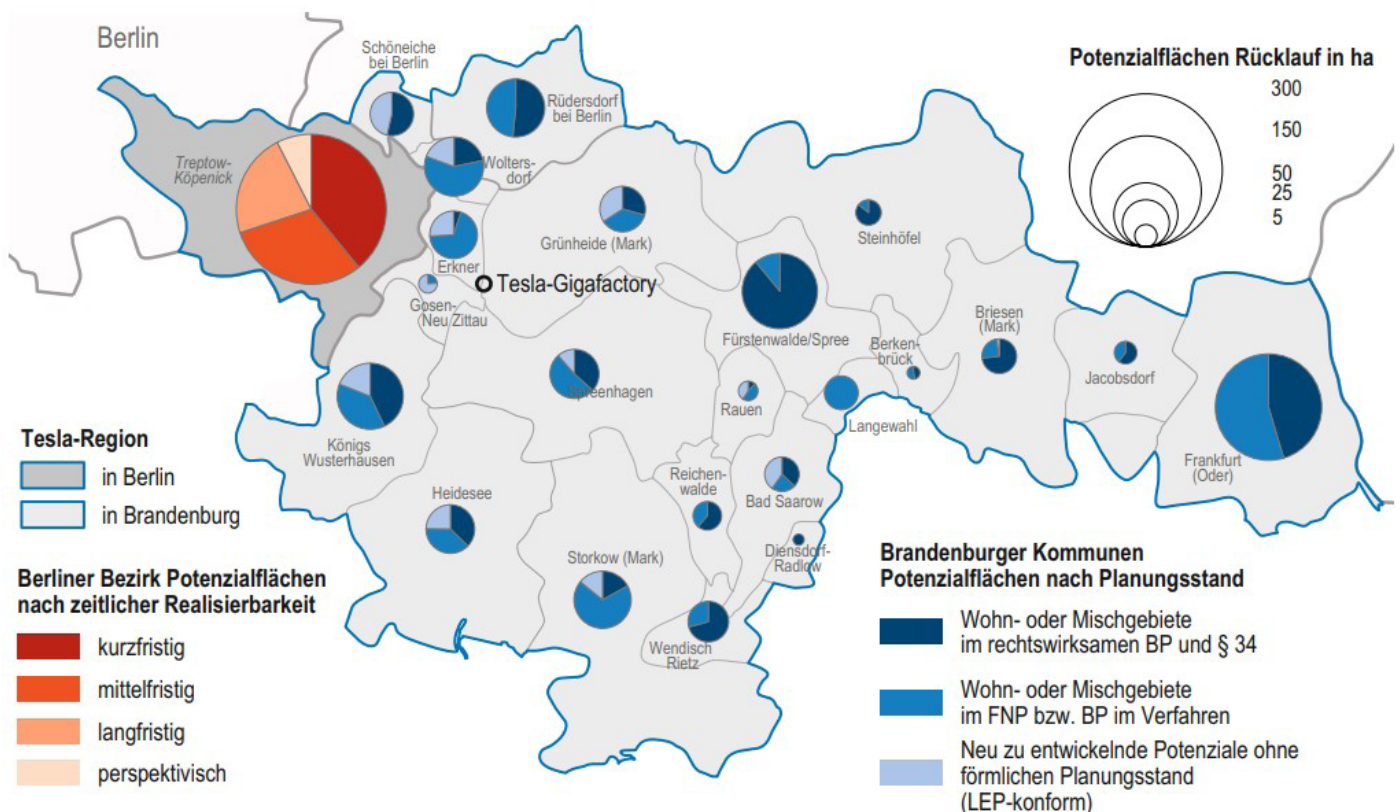 Berlin
Schöneiche
bei Berlin
Rüdersdorf
bei Berlin
Treptow-
Köpenick
Wolters-
dorf
Grünheide (Mark)
Steinhöfel
Erkner
Tesla-Gigafactory
Gosen-
Neu Zittau
Fürstenwalde/Spree
Berken-
brück
Briesen
(Mark)
Jacobsdorf
Spreenhagen
Rauen
Langewahl
Königs
Wusterhausen
Frankfurt
(Oder)
Heidesee
Reichen-
walde
Bad Saarow
Storkow (Mark)
Diensdorf-
Radlow
Wendisch
Rietz
Potenzialflächen Rücklauf in ha
300
150
50
25
5
Tesla-Region
in Berlin
in Brandenburg
Berliner Bezirk Potenzialflächen
nach zeitlicher Realisierbarkeit
kurzfristig
mittelfristig
langfristig
perspektivisch
Brandenburger Kommunen
Potenzialflächen nach Planungsstand
Wohn- oder Mischgebiete
im rechtswirksamen BP und § 34
Wohn- oder Mischgebiete
im FNP bzw. BP im Verfahren
Neu zu entwickelnde Potenziale ohne
förmlichen Planungsstand
(LEP-konform)